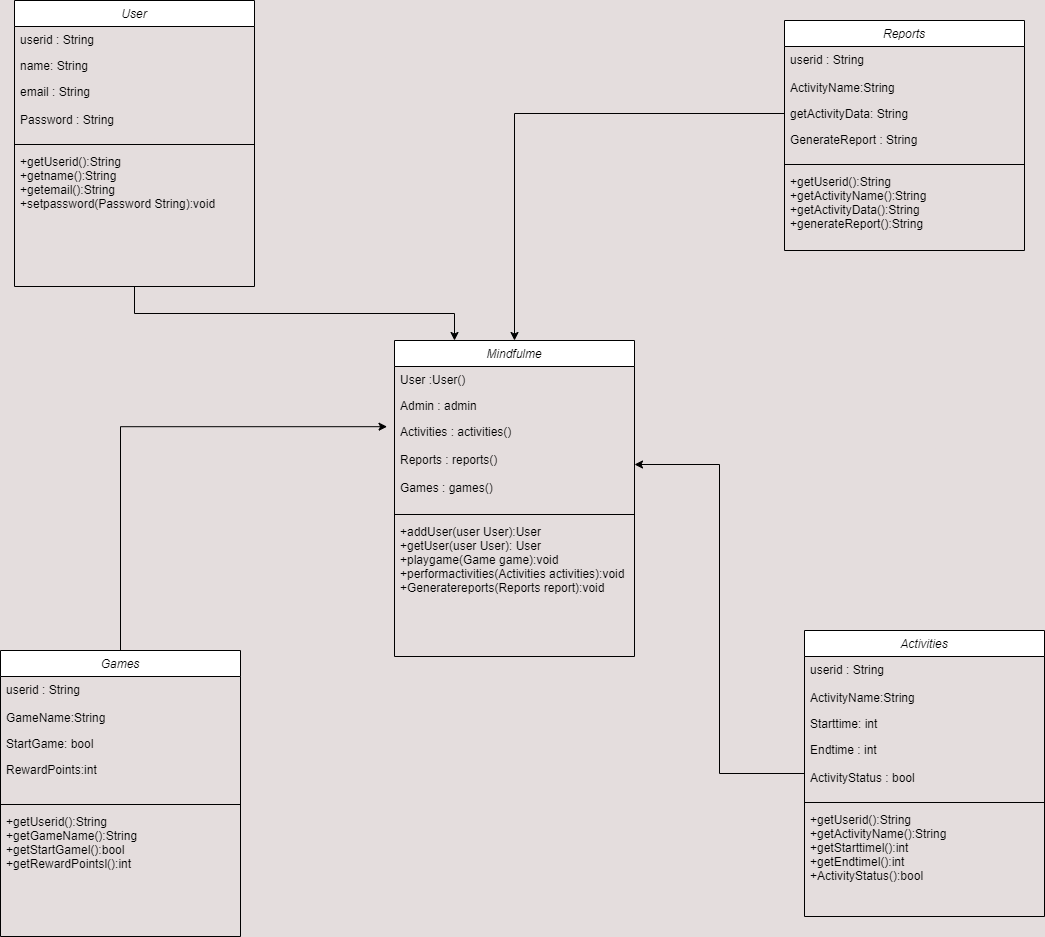 User
userid : String
name: String
email : String
Password : String
+getUserid():String
+getname():String
+getemail():String
+setpassword(Password String):void
Reports
userid : String
ActivityName:String
getActivityData: String
GenerateReport : String
+getUserid():String
+getActivityName():String
+getActivityData():String
+generateReport():String
Mindfulme
User :User()
Admin : admin
Activities : activities()
Reports : reports()
Games : games()
+addUser(user User):User
+getUser(user User): User
+playgame(Game game):void
+performactivities(Activities activities):void
+Generatereports(Reports report):void
Games
userid : String
GameName:String
StartGame: bool
RewardPoints:int
+getUserid():String
+getGameName():String
+getStartGamel():bool
+getRewardPointsl():int
Activities
userid : String
ActivityName:String
Starttime: int
Endtime : int
ActivityStatus : bool
+getUserid():String
+getActivityName():String
+getStarttimel():int
+getEndtimel():int
+ActivityStatus():bool